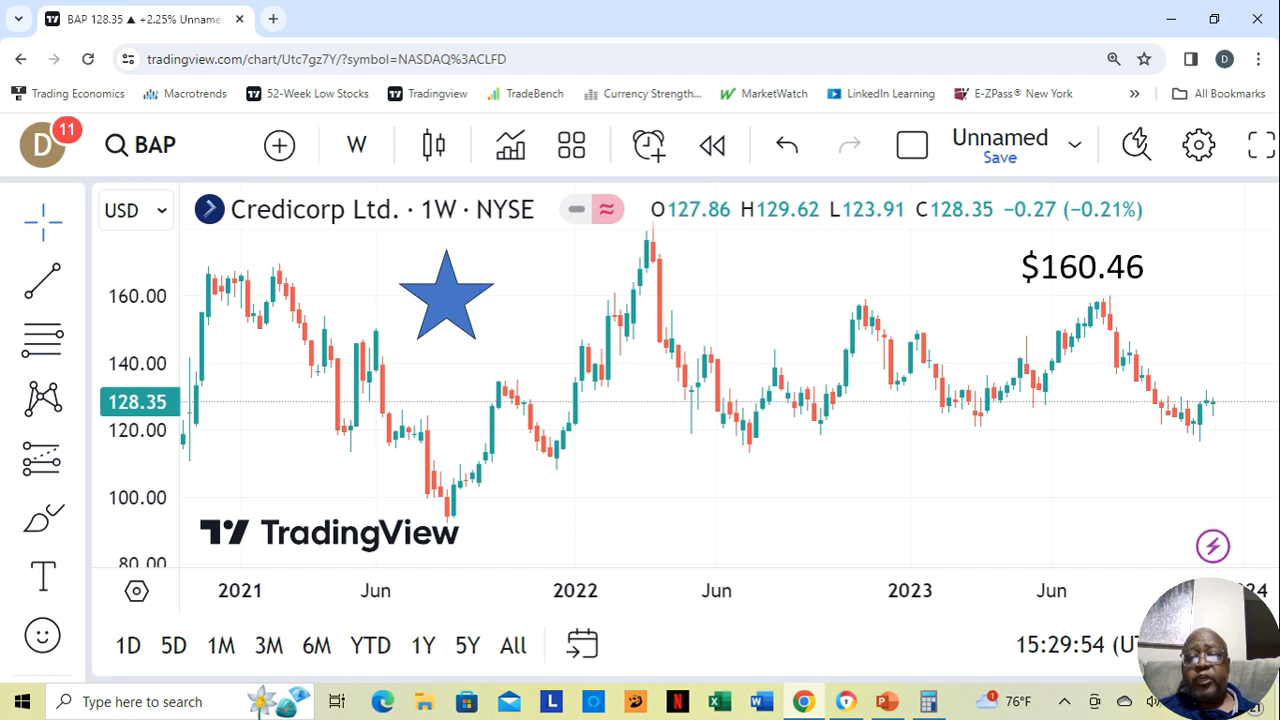 BAP 128.35 ▲ +2.25% Unname
tradingview.com/chart/Utc7gz7Y/?symbol=NASDAQ%3ACLFD
D
Trading Economics
Macrotrends
52-Week Low Stocks
Tradingview
TradeBench
Currency Strength...
MarketWatch
LinkedIn Learning
E-ZPass® New York
All Bookmarks
D
11
BAP
W
Unnamed
Save
USD
Credicorp Ltd. · 1W · NYSE
O127.86 H129.62 L123.91 C128.35 −0.27 (−0.21%)
$160.46
160.00
140.00
128.35
120.00
100.00
80.00
TradingView
2021
Jun
2022
Jun
2023
Jun
1D 5D 1M 3M 6M YTD 1Y 5Y All
15:29:54 (U
Type here to search
76°F